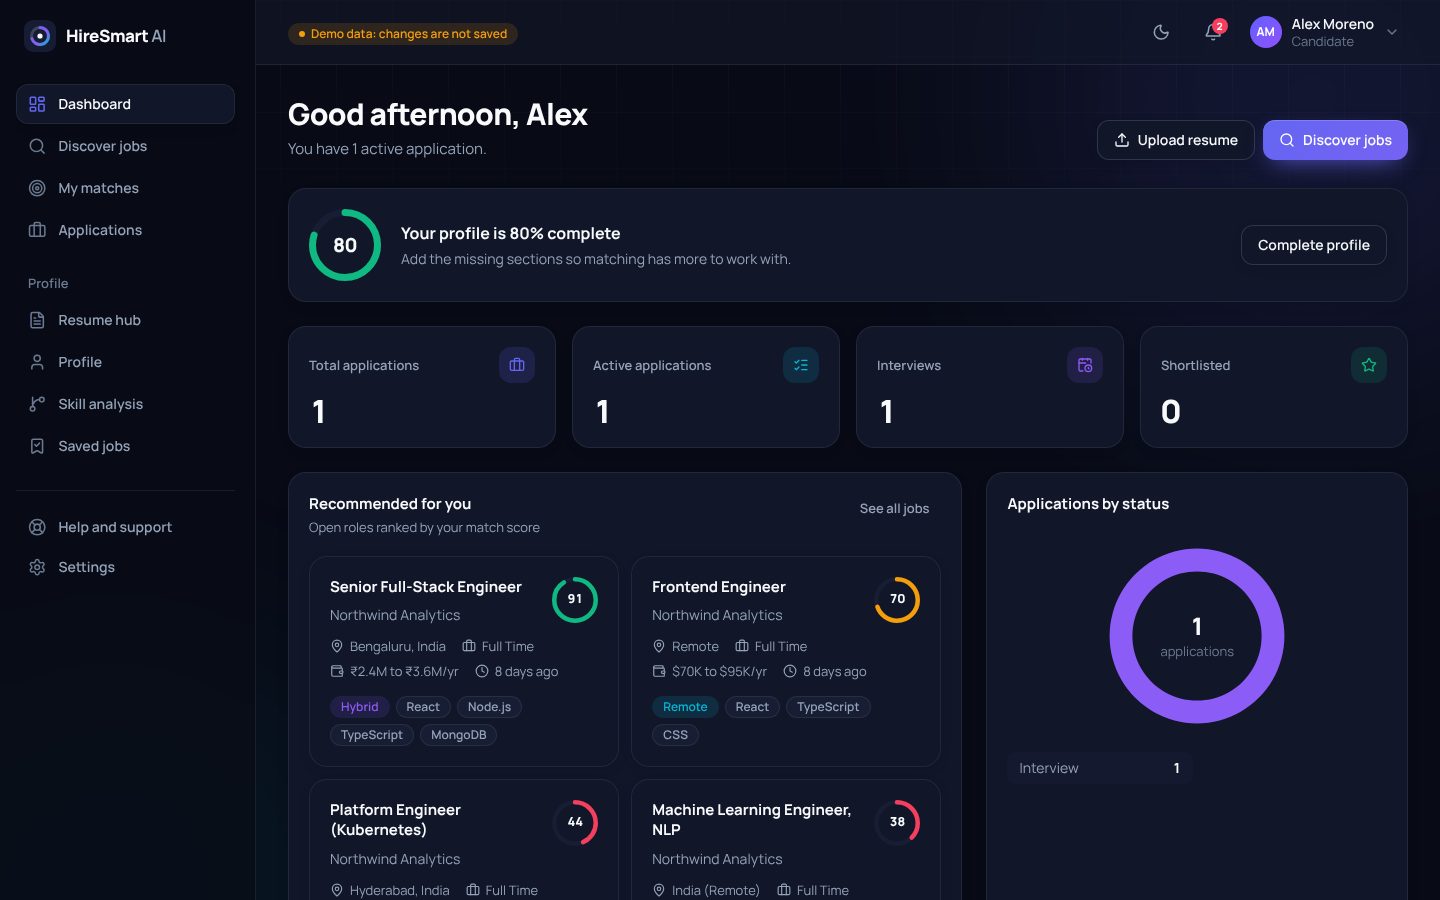 HireSmart AI
Dashboard
Discover jobs
My matches
Applications
Profile
Resume hub
Profile
Skill analysis
Saved jobs
Help and support
Settings
Demo data: changes are not saved
2
AM
Alex Moreno
Candidate
Good afternoon, Alex
You have 1 active application.
Upload resume
Discover jobs
80
Your profile is 80% complete
Add the missing sections so matching has more to work with.
Complete profile
Total applications
1
Active applications
1
Interviews
1
Shortlisted
0
Recommended for you
Open roles ranked by your match score
See all jobs
Senior Full-Stack Engineer
91
Northwind Analytics
Bengaluru, India Full Time
₹2.4M to ₹3.6M/yr 8 days ago
Hybrid React Node.js
TypeScript MongoDB
Frontend Engineer
70
Northwind Analytics
Remote Full Time
$70K to $95K/yr 8 days ago
Remote React TypeScript
CSS
Platform Engineer
(Kubernetes)
44
Northwind Analytics
Hyderabad, India Full Time
Machine Learning Engineer,
NLP
38
Northwind Analytics
India (Remote) Full Time
Applications by status
1
applications
Interview 1